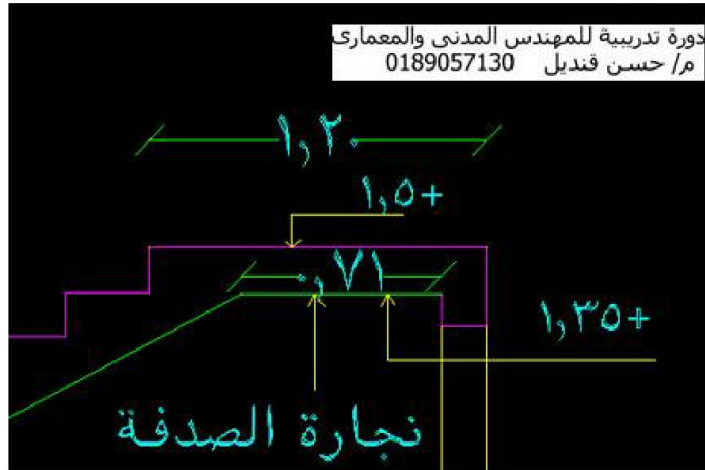 دورة تدريبية للمهندس المدنى والمعمارى
م/ حسن قنديل 0189057130
١,٢٠
+١,٥
٠,٧١
+١,٣٥
نجارة الصدفة